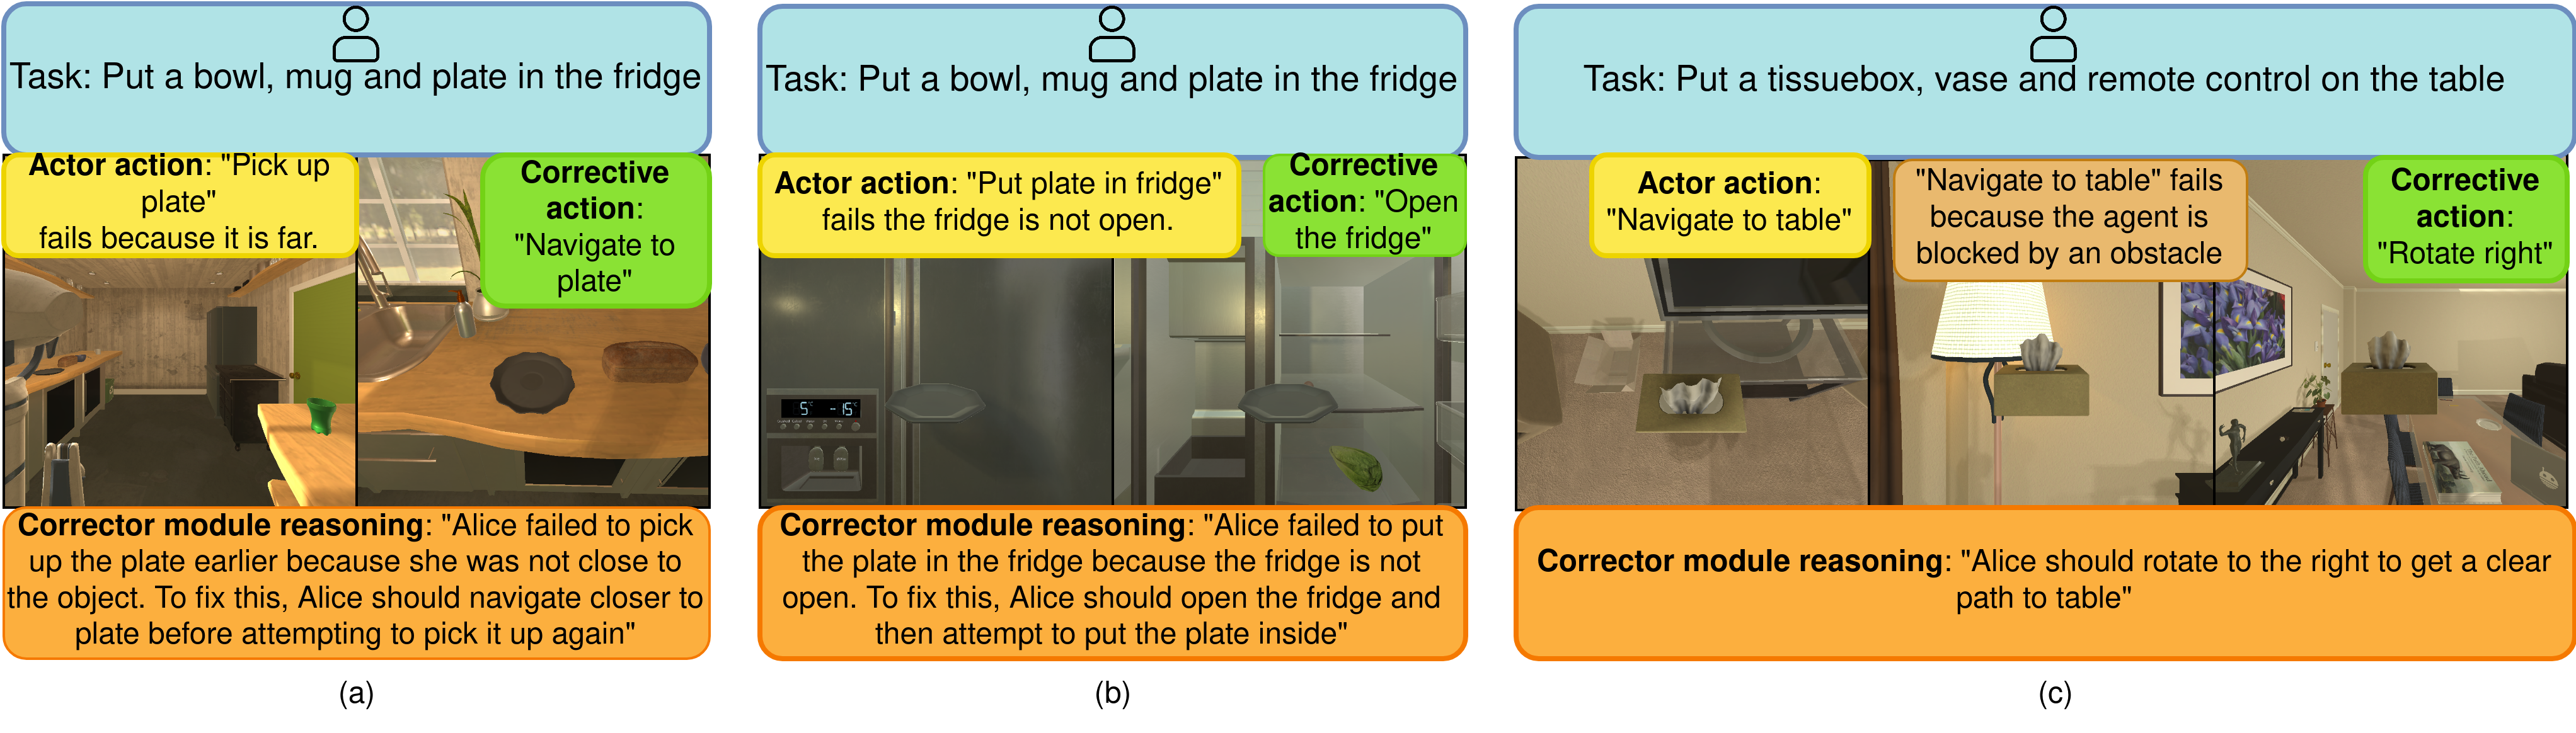 Task: Put a bowl, mug and plate in the fridge
Actor action: "Pick up
plate"
fails because it is far.
Corrective
action:
"Navigate to
plate"
Corrector module reasoning: "Alice failed to pick
up the plate earlier because she was not close to
the object. To fix this, Alice should navigate closer to
plate before attempting to pick it up again"
(a)
Task: Put a bowl, mug and plate in the fridge
Actor action: "Put plate in fridge"
fails the fridge is not open.
Corrective
action: "Open
the fridge"
5°C -15°C
Corrector module reasoning: "Alice failed to put
the plate in the fridge because the fridge is not
open. To fix this, Alice should open the fridge and
then attempt to put the plate inside"
(b)
Task: Put a tissuebox, vase and remote control on the table
Actor action:
"Navigate to table"
"Navigate to table" fails
because the agent is
blocked by an obstacle
Corrective
action:
"Rotate right"
Corrector module reasoning: "Alice should rotate to the right to get a clear
path to table"
(c)